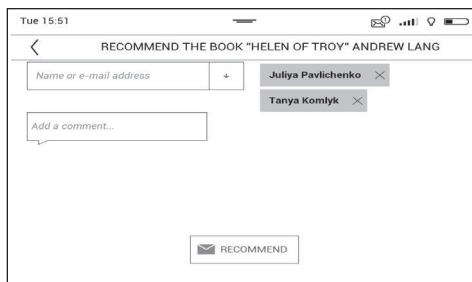 Tue 15:51
RECOMMEND THE BOOK "HELEN OF TROY" ANDREW LANG
Name or e-mail address
Juliya Pavlichenko
Tanya Komlyk
Add a comment...
RECOMMEND